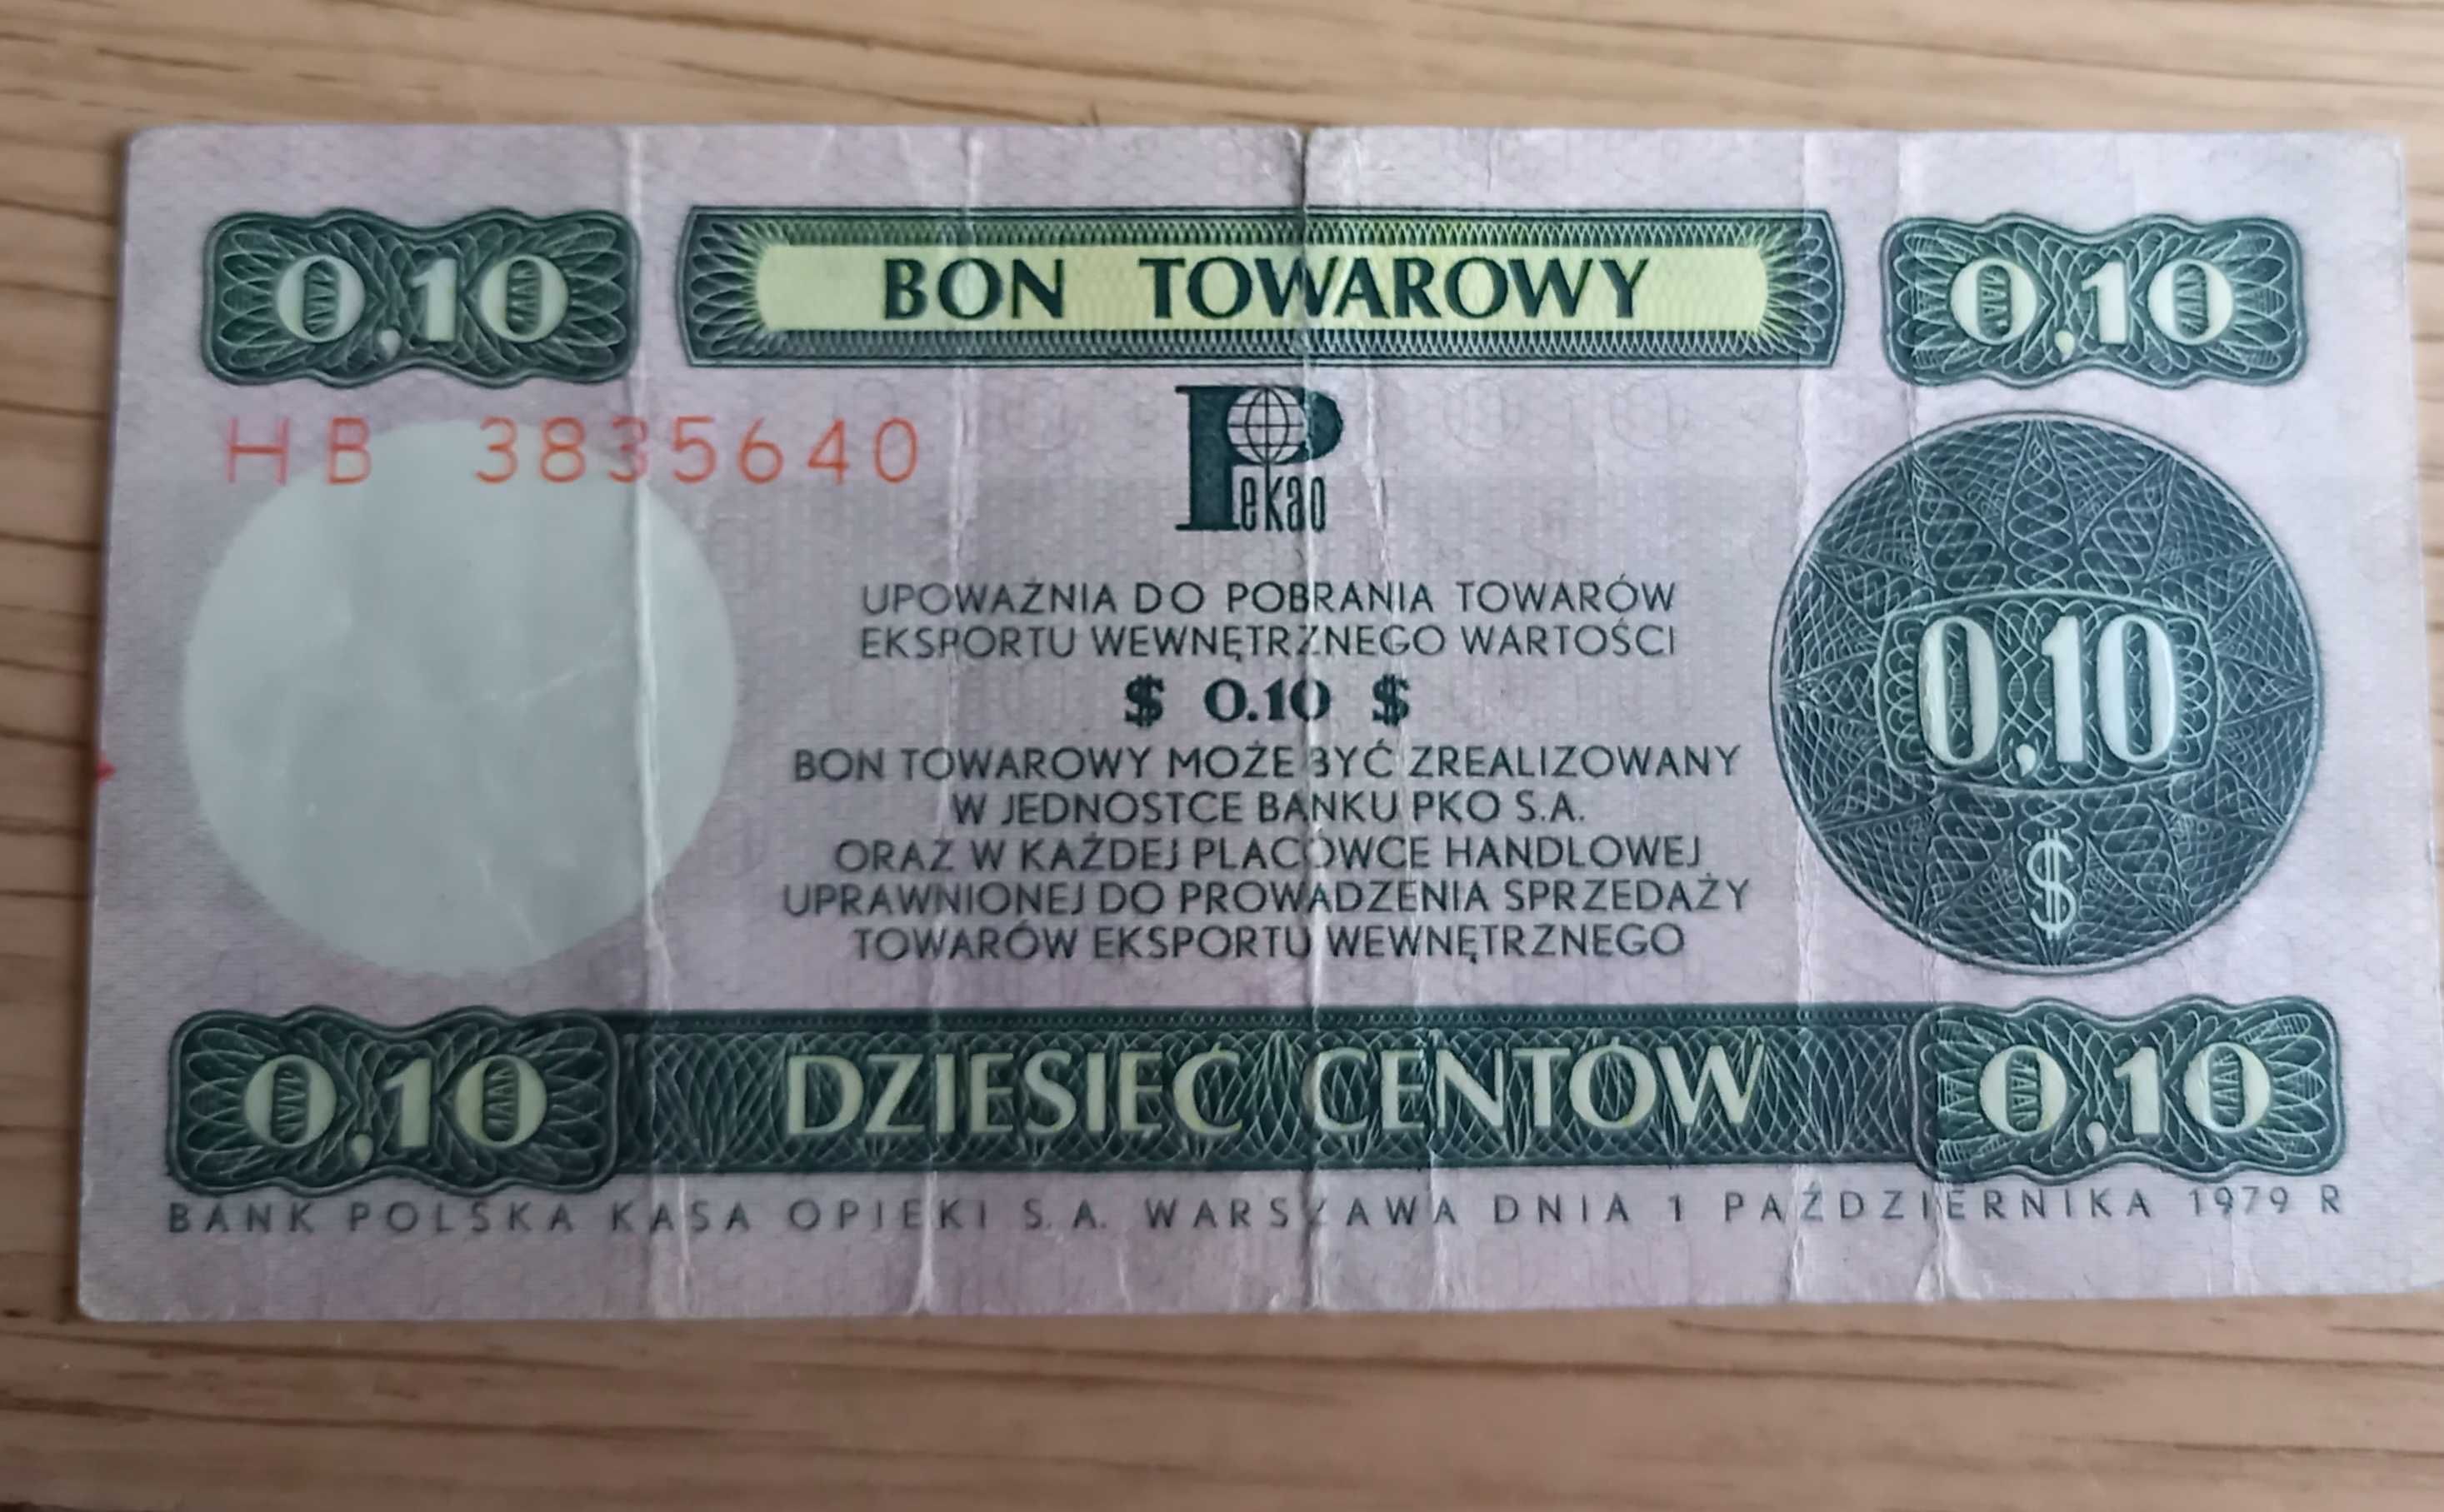 0,10 BON TOWAROWY 0,10
HB 3835640
Pekao
UPOWAŻNIA DO POBRANIA TOWARÓW
EKSPORTU WEWNĘTRZNEGO WARTOŚCI
$ 0.10 $
0,10
BON TOWAROWY MOŻE BYĆ ZREALIZOWANY
W JEDNOSTCE BANKU PKO S.A.
ORAZ W KAŻDEJ PLACÓWCE HANDLOWEJ
$
UPRAWNIONEJ DO PROWADZENIA SPRZEDAŻY
TOWARÓW EKSPORTU WEWNĘTRZNEGO
0,10 DZIESIĘĆ CENTÓW 0,10
BANK POLSKA KASA OPIEKI S.A. WARSZAWA DNIA 1 PAŹDZIERNIKA 1979 R